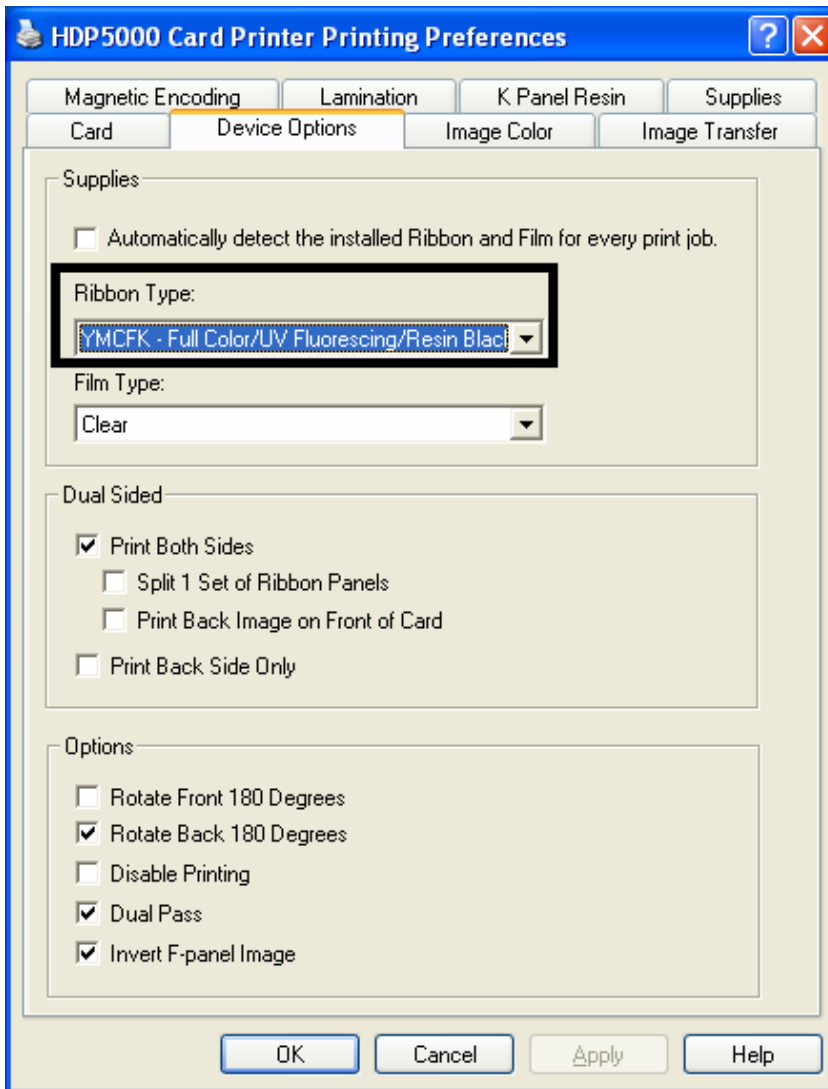 HDP5000 Card Printer Printing Preferences
Magnetic Encoding Lamination K Panel Resin Supplies
Card Device Options Image Color Image Transfer
Supplies
Automatically detect the installed Ribbon and Film for every print job.
Ribbon Type:
YMCFK - Full Color/UV Fluorescing/Resin Blac
Film Type:
Clear
Dual Sided
Print Both Sides
Split 1 Set of Ribbon Panels
Print Back Image on Front of Card
Print Back Side Only
Options
Rotate Front 180 Degrees
Rotate Back 180 Degrees
Disable Printing
Dual Pass
Invert F-panel Image
OK Cancel Apply Help